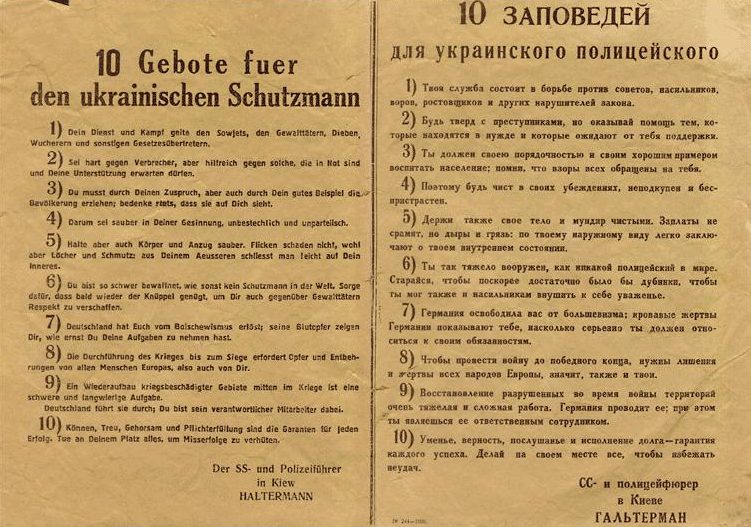 10 Gebote fuer
den ukrainischen Schutzmann
1) Dein Dienst und Kampf gelte den Sowjets, den Gewalttätern, Dieben,
Wucherern und sonstigen Gesetzesübertretern.
2) Sei hart gegen Verbrecher, aber hilfreich gegen solche, die in Not sind
und Deine Unterstützung erwarten dürfen.
3) Du musst durch Deinen Zuspruch, aber auch durch Dein gutes Beispiel die
Bevölkerung erziehen; bedenke stets, dass sie auf Dich sieht.
4) Darum sei sauber in Deiner Gesinnung, unbestechlich und unparteiisch.
5) Halte aber auch Körper und Anzug sauber. Flicken schaden nicht, wohl
aber Löcher und Schmutz: aus Deinem Aeusseren schliesst man leicht auf Dein
Inneres.
6) Du bist so schwer bewaffnet, wie sonst kein Schutzmann in der Welt. Sorge
dafür, dass bald wieder der Knüppel genügt, um Dir auch gegenüber Gewalttätern
Respekt zu verschaffen.
7) Deutschland hat Euch vom Bolschewismus erlöst; seine Blutopfer zeigen
Dir, wie ernst Du Deine Aufgaben zu nehmen hast.
8) Die Durchführung des Krieges bis zum Siege erfordert Opfer und Entbeh-
rungen von allen Menschen Europas, also auch von Dir.
9) Ein Wiederaufbau kriegsbeschädigter Gebiete mitten im Kriege ist eine
schwere und langwierige Aufgabe.
Deutschland führt sie durch; Du bist sein verantwortlicher Mitarbeiter dabei.
10) Können, Treu, Gehorsam und Pflichterfüllung sind die Garanten für jeden
Erfolg. Tue an Deinem Platz alles, um Misserfolge zu verhüten.
Der SS- und Polizeiführer
in Kiew
HALTERMANN
10 ЗАПОВЕДЕЙ
для украинского полицейского
1) Твоя служба состоит в борьбе против советов, насильников,
воров, ростовщиков и других нарушителей закона.
2) Будь тверд с преступниками, но оказывай помощь тем, ко-
торые находятся в нужде и которые ожидают от тебя поддержки.
3) Ты должен своею порядочностью и своим хорошим примером
воспитать население; помни, что взоры всех обращены на тебя.
4) Поэтому будь чист в своих убеждениях, неподкупен и бес-
пристрастен.
5) Держи также свое тело и мундир чистыми. Заплаты не
срамят, но дыры и грязь: по твоему наружному виду легко заклю-
чают о твоем внутреннем состоянии.
6) Ты так тяжело вооружен, как никакой полицейский в мире.
Старайся, чтобы поскорее достаточно было бы дубинки, чтобы
ты мог также и насильникам внушить к себе уваженье.
7) Германия освободила вас от большевизма; кровавые жертвы
Германии показывают тебе, насколько серьезно ты должен отно-
ситься к своим обязанностям.
8) Чтобы провести войну до победного конца, нужны лишения
и жертвы всех народов Европы, значит, также и твои.
9) Восстановление разрушенных во время войны территорий
очень тяжелая и сложная работа. Германия проводит ее; при этом
ты являешься ее ответственным сотрудником.
10) Уменье, верность, послушанье и исполнение долга—гарантия
каждого успеха. Делай на своем месте все, чтобы избежать
неудач.
СС- и полицейфюрер
в Киеве
ГАЛЬТЕРМАН